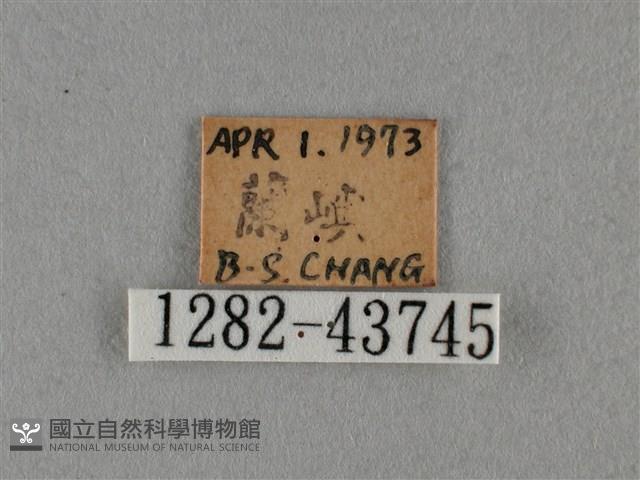 APR 1. 1973
蘭嶼
B-S. CHANG
1282-43745
國立自然科學博物館
NATIONAL MUSEUM OF NATURAL SCIENCE